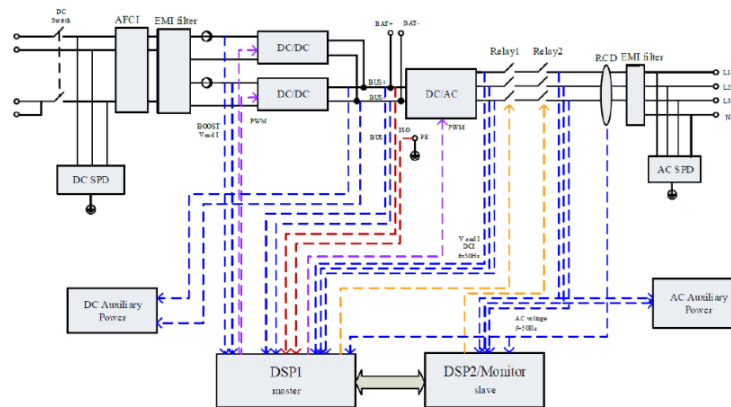 DC
Switch
AFCI
EMI filter
BAT+
BAT-
Relay1
Relay2
RCD
EMI filter
DC/DC
DC/DC
BUS+
BUS-
DC/AC
L1
L2
L3
N
BOOST
V and I
PWM
BUS
ISO
PE
PWM
DC SPD
AC SPD
V and I
DCI
f=50Hz
DC Auxiliary
Power
AC Auxiliary
Power
AC voltage
f=50Hz
DSP1
master
DSP2/Monitor
slave